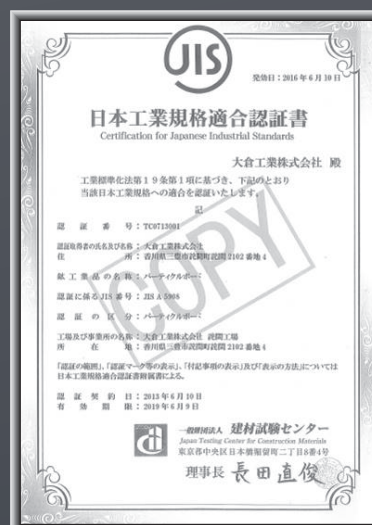 JIS
発効日：2016年6月10日
日本工業規格適合認証書
Certification for Japanese Industrial Standards
大倉工業株式会社 殿
工業標準化法第19条第1項に基づき、下記のとおり
当該日本工業規格への適合を認証いたします。
記
認証番号：TC0713001
認証取得者の氏名及び名称：大倉工業株式会社
住所：香川県三豊市詫間町詫間2102番地4
鉱工業品の名称：パーティクルボード
認証に係るJIS番号：JIS A 5908
認証の区分：パーティクルボード
工場及び事業所の名称：大倉工業株式会社 詫間工場
所在地：香川県三豊市詫間町詫間2102番地4
「認証の範囲」、「認証マーク等の表示」、「付記事項の表示」及び「表示の方法」については
日本工業規格適合認証書附属書による。
認証契約日：2013年6月10日
有効期限：2019年6月9日
一般財団法人 建材試験センター
Japan Testing Center for Construction Materials
東京都中央区日本橋堀留町二丁目8番4号
理事長 長田直俊
COPY